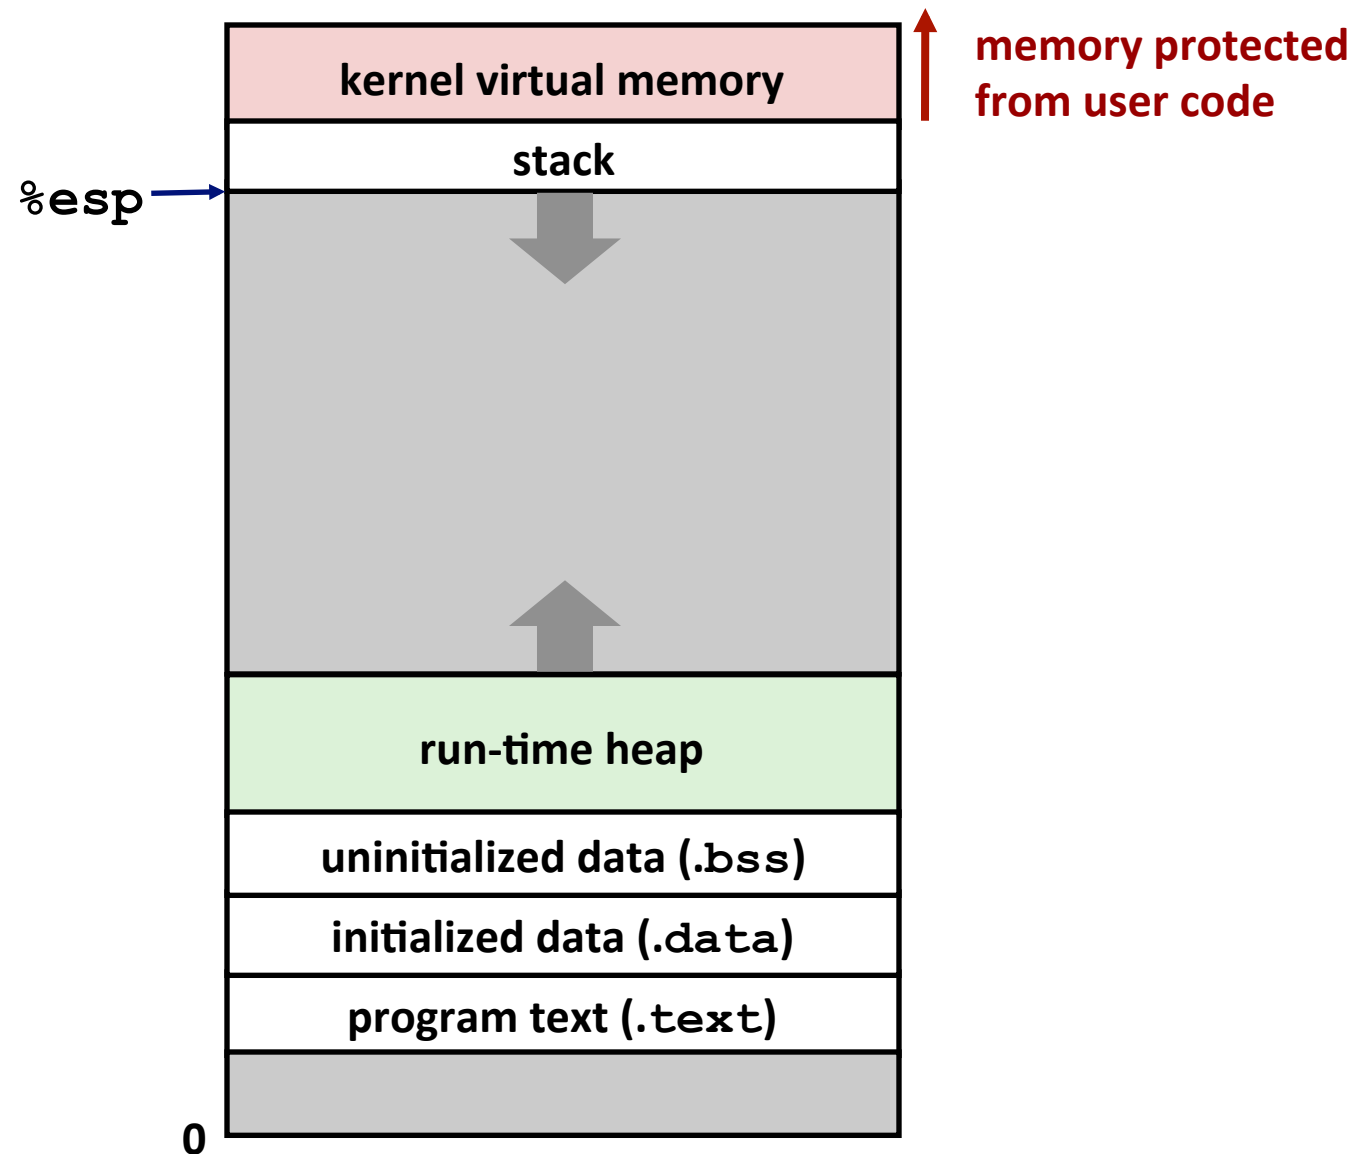 kernel virtual memory
memory protected
from user code
stack
%esp
run-time heap
uninitialized data (.bss)
initialized data (.data)
program text (.text)
0